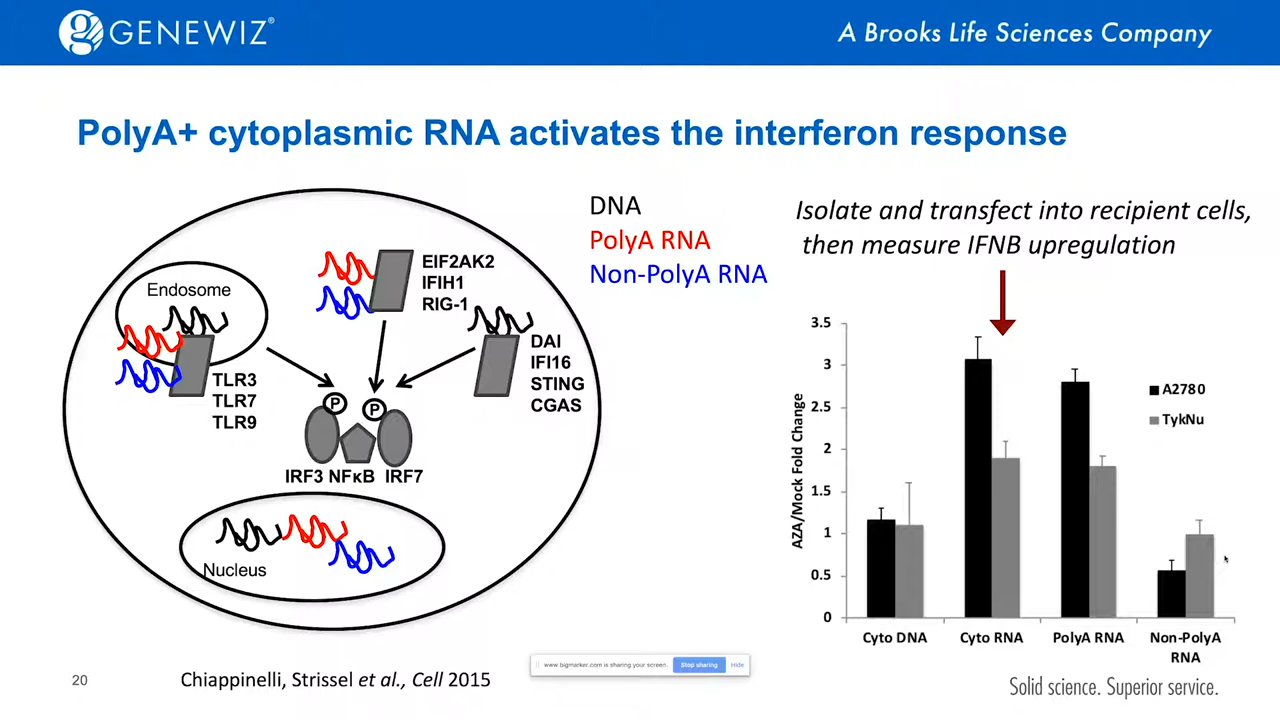 GENEWIZ®
A Brooks Life Sciences Company
PolyA+ cytoplasmic RNA activates the interferon response
Endosome
TLR3
TLR7
TLR9
EIF2AK2
IFIH1
RIG-1
DAI
IFI16
STING
CGAS
P
P
IRF3 NFκB IRF7
Nucleus
DNA
PolyA RNA
Non-PolyA RNA
Isolate and transfect into recipient cells,
then measure IFNB upregulation
AZA/Mock Fold Change
3.5
3
2.5
2
1.5
1
0.5
0
A2780
TykNu
Cyto DNA
Cyto RNA
PolyA RNA
Non-PolyA
RNA
20
Chiappinelli, Strissel et al., Cell 2015
www.bigmarker.com is sharing your screen.
Stop sharing
Hide
Solid science. Superior service.